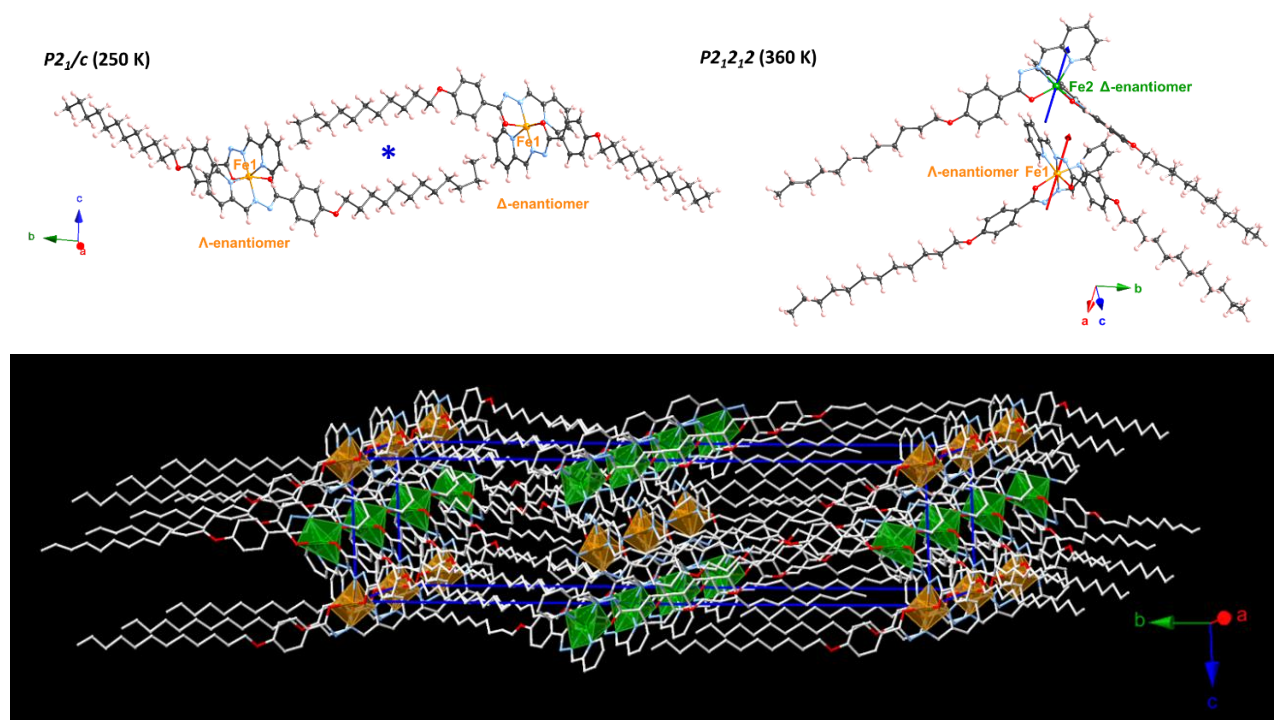 P2₁/c (250 K)
Fe1
Λ-enantiomer
*
Fe1
Δ-enantiomer
c
b
a
P2₁2₁2 (360 K)
Fe2 Δ-enantiomer
Λ-enantiomer Fe1
b
a
c
b
a
c